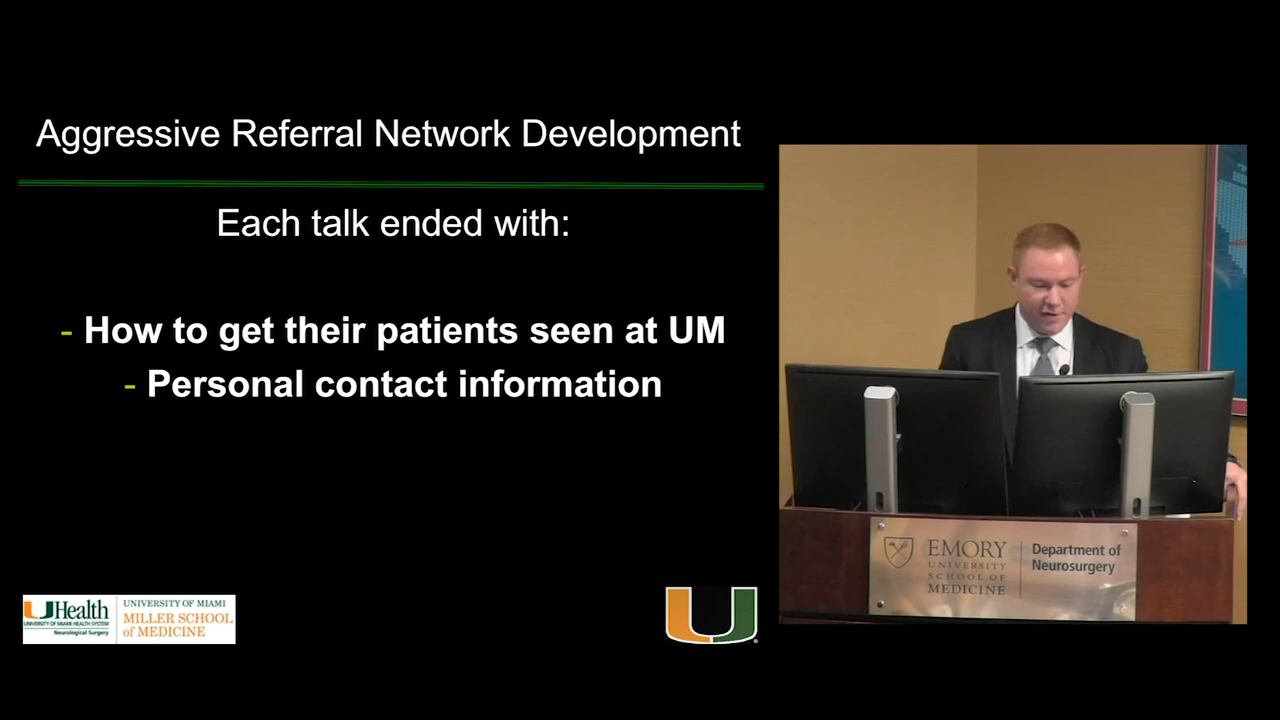 Aggressive Referral Network Development
Each talk ended with:
- How to get their patients seen at UM
- Personal contact information
UHealth
UNIVERSITY OF MIAMI HEALTH SYSTEM
Neurological Surgery
UNIVERSITY OF MIAMI
MILLER SCHOOL
of MEDICINE
EMORY
UNIVERSITY
SCHOOL OF
MEDICINE
Department of
Neurosurgery